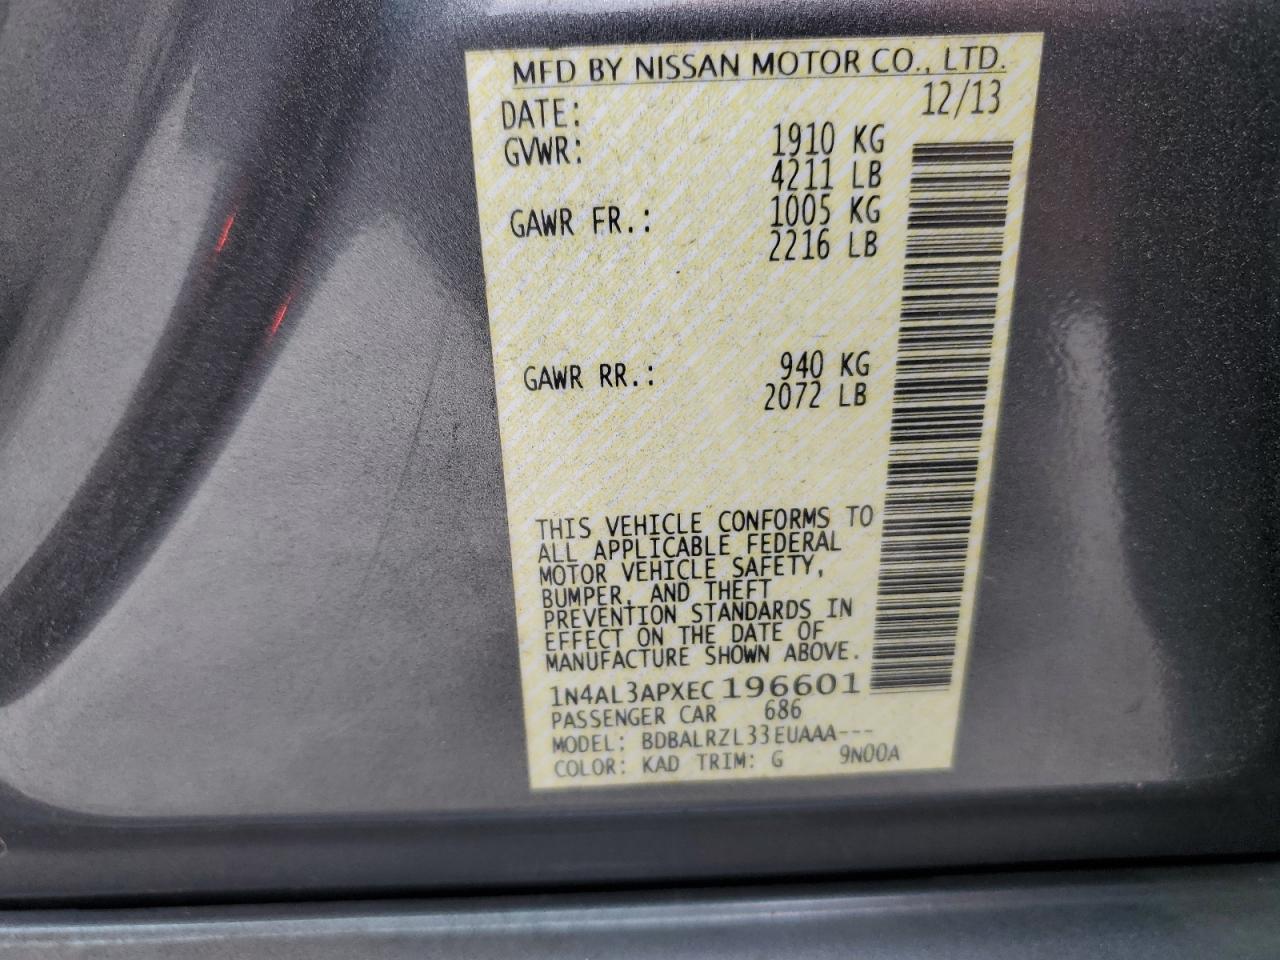 MFD BY NISSAN MOTOR CO., LTD.
DATE: 12/13
GVWR: 1910 KG
4211 LB
GAWR FR.: 1005 KG
2216 LB
GAWR RR.: 940 KG
2072 LB
THIS VEHICLE CONFORMS TO
ALL APPLICABLE FEDERAL
MOTOR VEHICLE SAFETY,
BUMPER, AND THEFT
PREVENTION STANDARDS IN
EFFECT ON THE DATE OF
MANUFACTURE SHOWN ABOVE.
1N4AL3APXEC196601
PASSENGER CAR 686
MODEL: BDBALRZL33EUAAA---
COLOR: KAD TRIM: G 9N00A